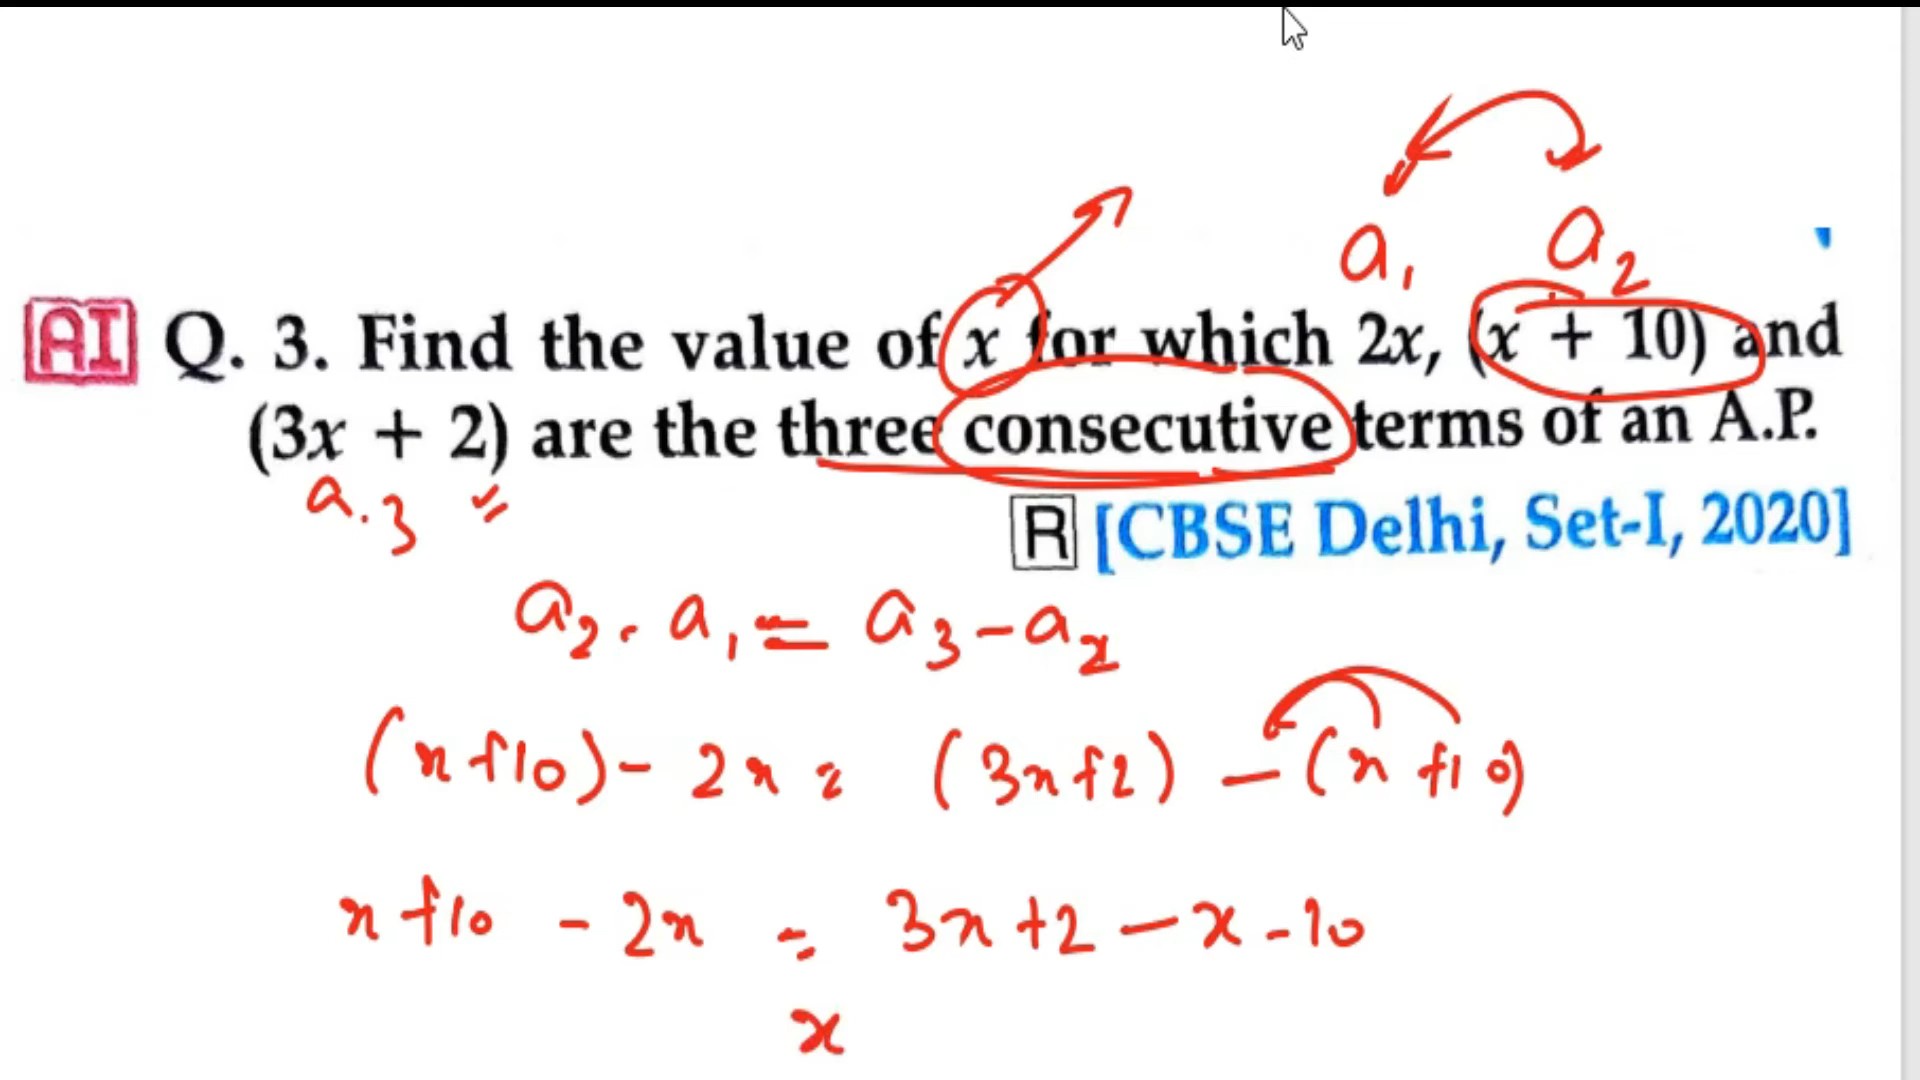 a₁ a₂
AI Q. 3. Find the value of x for which 2x, (x + 10) and
(3x + 2) are the three consecutive terms of an A.P.
a.3
R [CBSE Delhi, Set-I, 2020]
a₂ - a₁ = a₃ - a₂
(x+10) - 2x = (3x+2) - (x+10)
x+10 - 2x = 3x+2 - x - 10
x